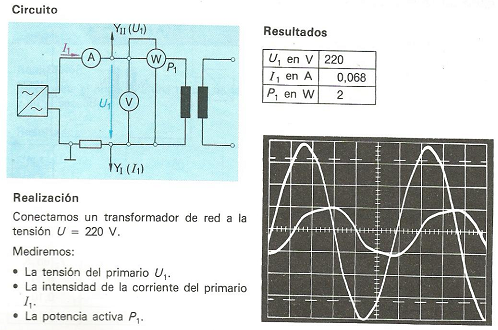 Circuito
Y_II (U_1)
I_1
A
W
P_1
U_1
V
Y_I (I_1)
Realización
Conectamos un transformador de red a la
tensión U = 220 V.
Mediremos:
• La tensión del primario U_1.
• La intensidad de la corriente del primario
I_1.
• La potencia activa P_1.
Resultados
U_1 en V 220
I_1 en A 0,068
P_1 en W 2